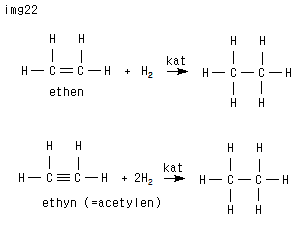 img22
H H H H
H C C H + H₂ kat H C C H
ethen H H
H H H H
H C C H + 2H₂ kat H C C H
ethyn (=acetylen) H H